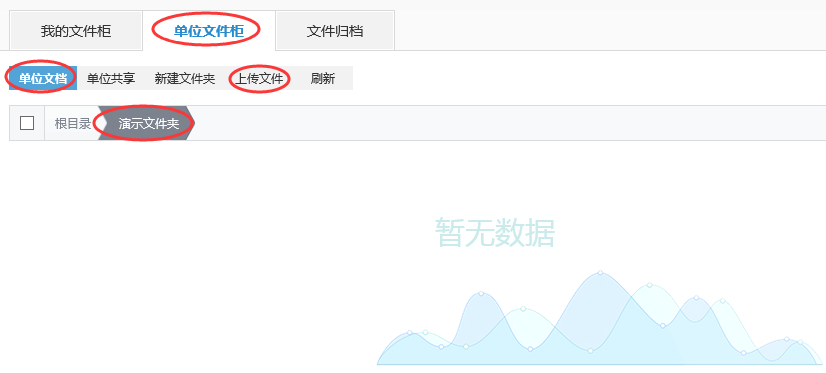 我的文件柜 单位文件柜 文件归档
单位文档 单位共享 新建文件夹 上传文件 刷新
根目录 演示文件夹
暂无数据